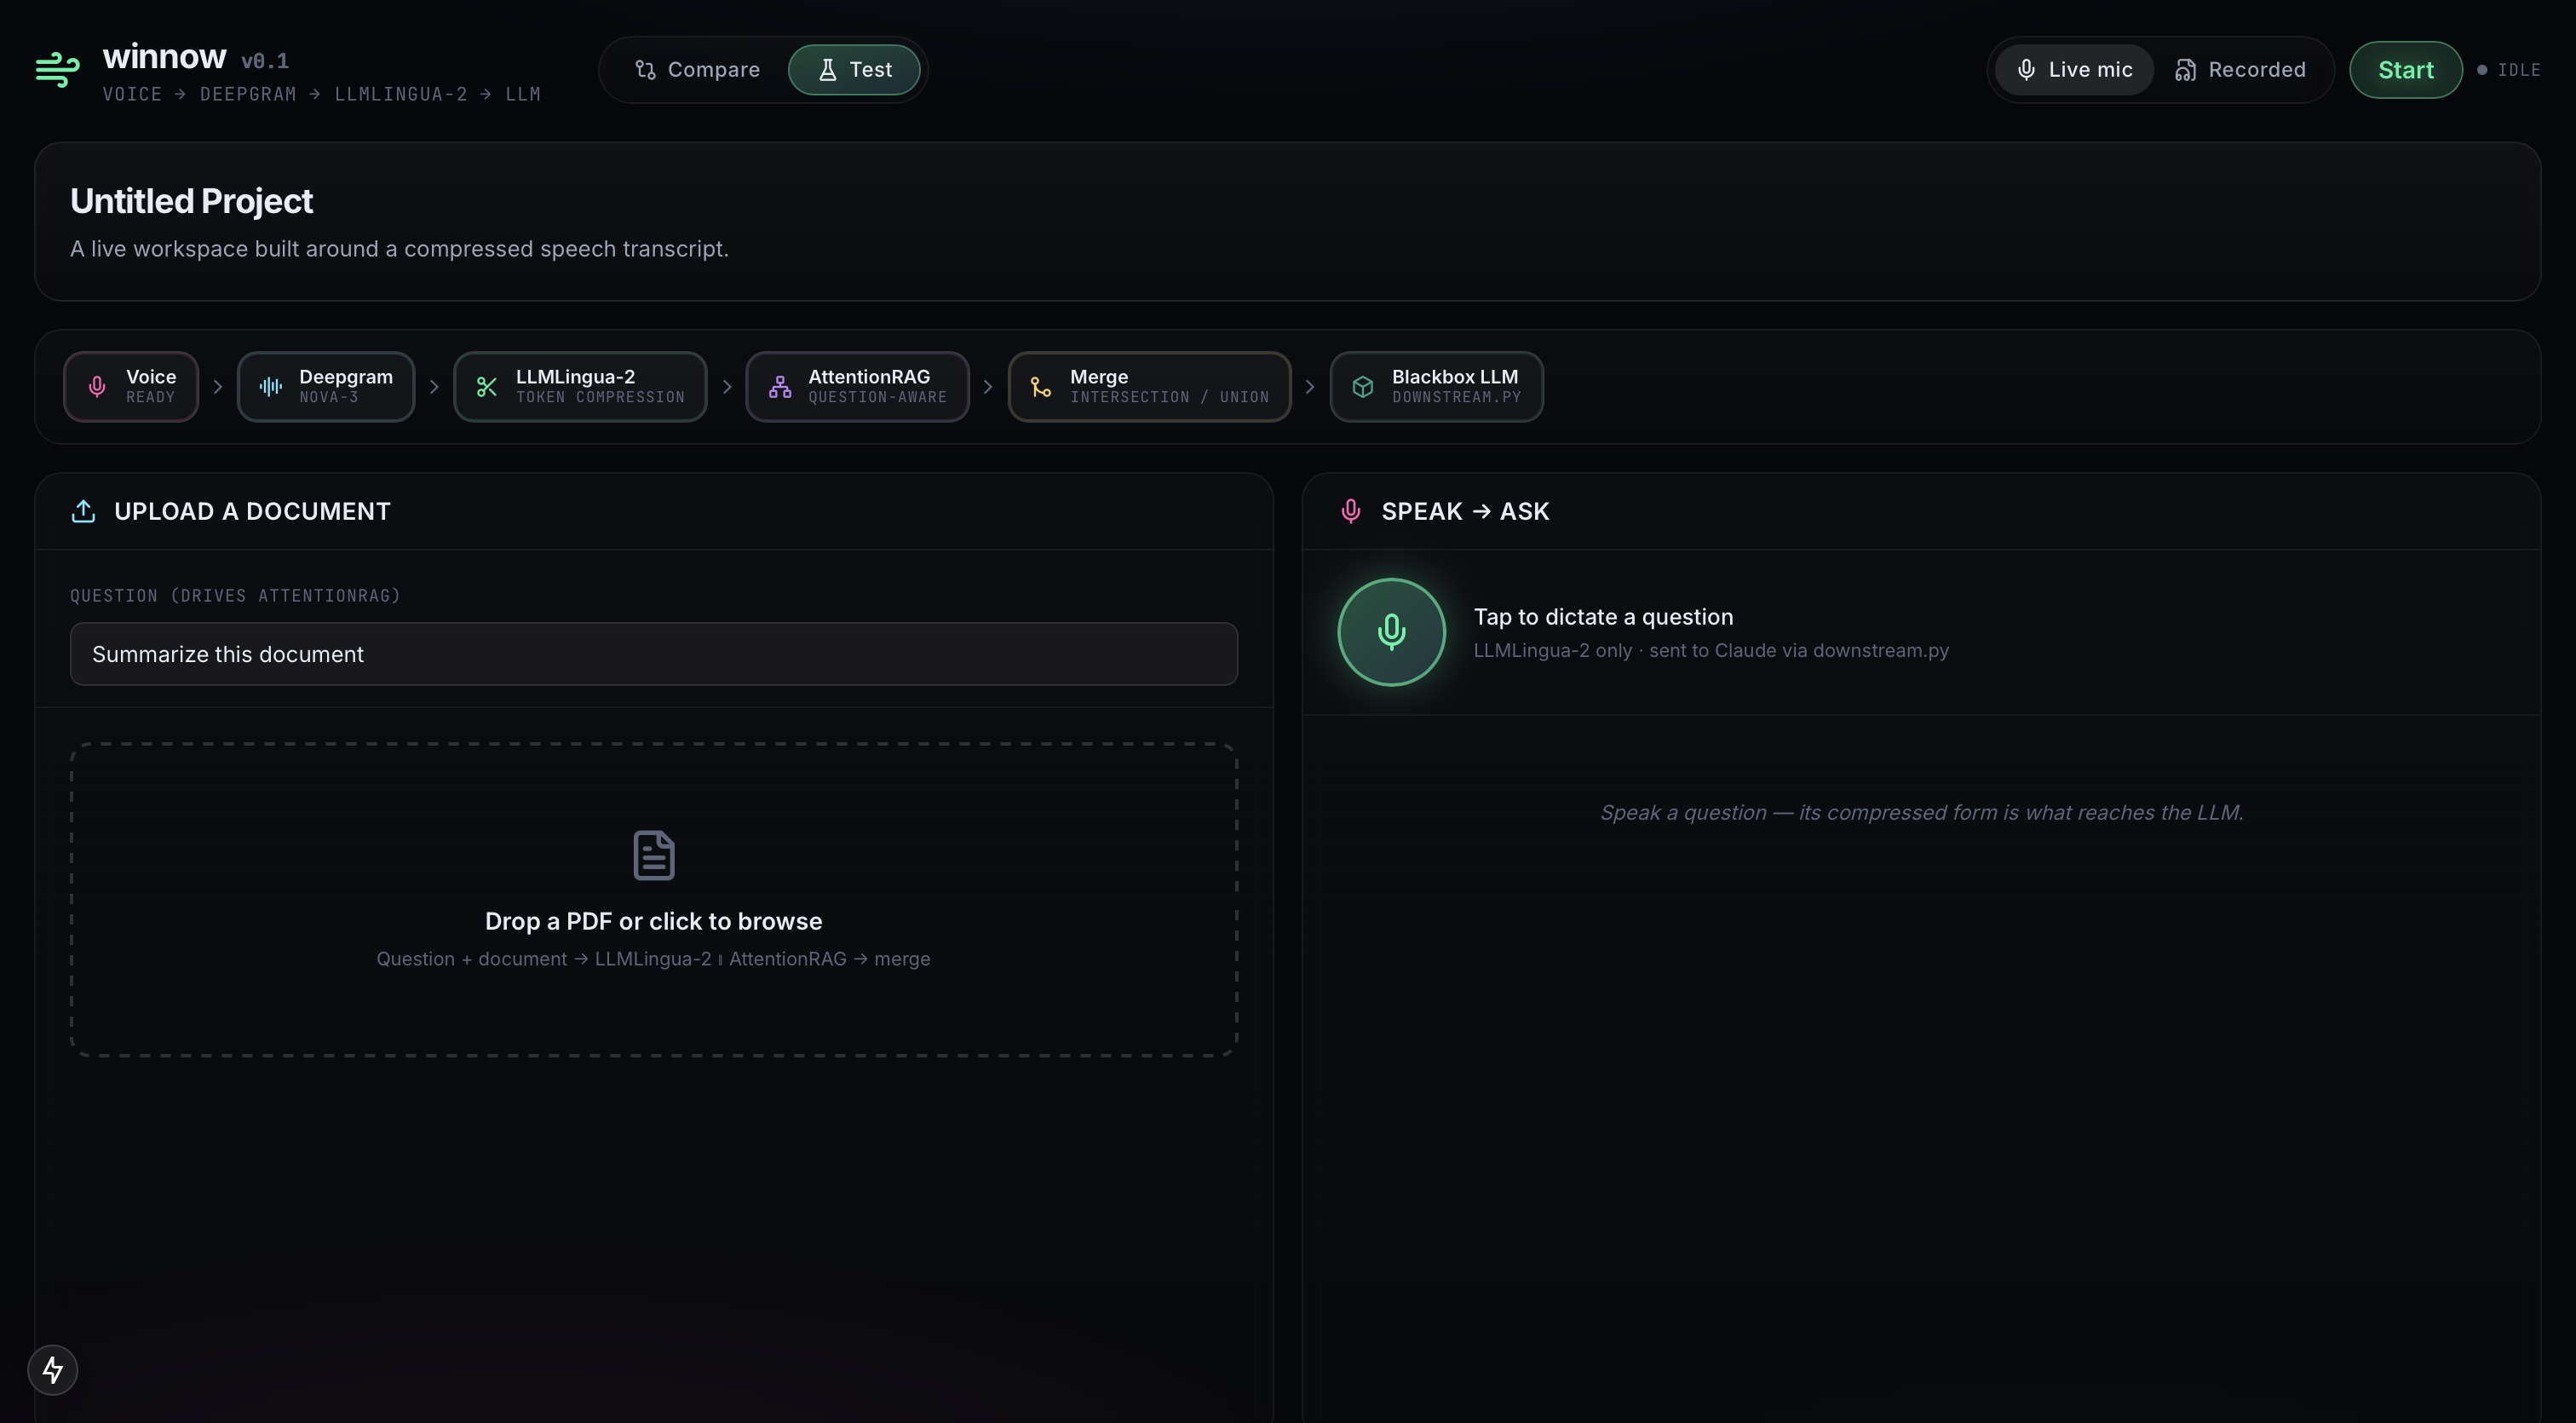 winnow v0.1
VOICE → DEEPGRAM → LLMLINGUA-2 → LLM
Compare
Test
Live mic
Recorded
Start
IDLE
Untitled Project
A live workspace built around a compressed speech transcript.
Voice
READY
Deepgram
NOVA-3
LLMLingua-2
TOKEN COMPRESSION
AttentionRAG
QUESTION-AWARE
Merge
INTERSECTION / UNION
Blackbox LLM
DOWNSTREAM.PY
UPLOAD A DOCUMENT
QUESTION (DRIVES ATTENTIONRAG)
Summarize this document
Drop a PDF or click to browse
Question + document → LLMLingua-2 ∥ AttentionRAG → merge
SPEAK → ASK
Tap to dictate a question
LLMLingua-2 only · sent to Claude via downstream.py
Speak a question — its compressed form is what reaches the LLM.